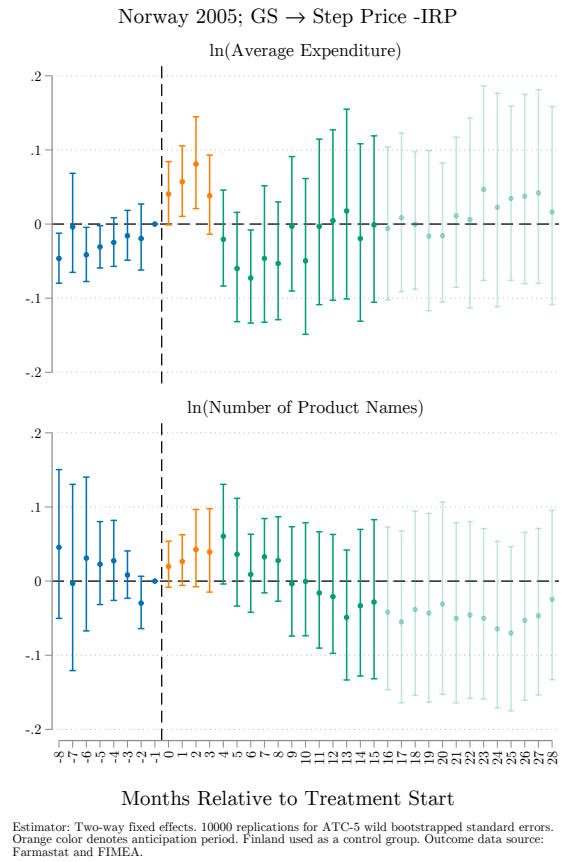 Norway 2005; GS → Step Price -IRP
ln(Average Expenditure)
.2
.1
0
-.1
-.2
ln(Number of Product Names)
.2
.1
0
-.1
-.2
-8 -7 -6 -5 -4 -3 -2 -1 0 1 2 3 4 5 6 7 8 9 10 11 12 13 14 15 16 17 18 19 20 21 22 23 24 25 26 27 28
Months Relative to Treatment Start
Estimator: Two-way fixed effects. 10000 replications for ATC-5 wild bootstrapped standard errors.
Orange color denotes anticipation period. Finland used as a control group. Outcome data source:
Farmastat and FIMEA.